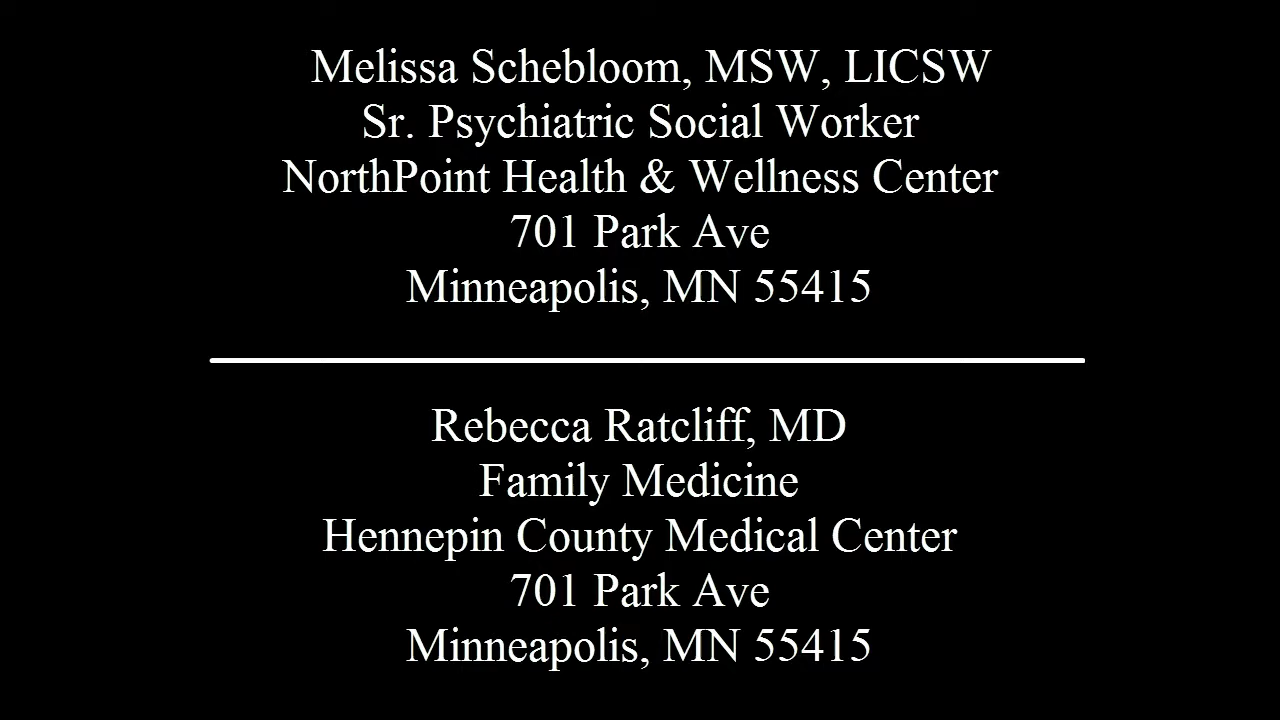 Melissa Schebloom, MSW, LICSW
Sr. Psychiatric Social Worker
NorthPoint Health & Wellness Center
701 Park Ave
Minneapolis, MN 55415
Rebecca Ratcliff, MD
Family Medicine
Hennepin County Medical Center
701 Park Ave
Minneapolis, MN 55415